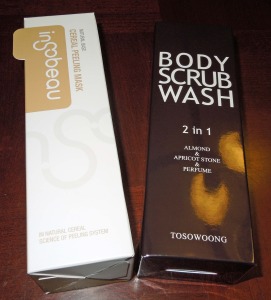 ingabeau
CEREAL PEELING MASK
IN NATURAL CEREAL,
SCIENCE OF PEELING SYSTEM
BODY
SCRUB
WASH
2 in 1
ALMOND
&
APRICOT STONE
&
PERFUME
TOSOWOONG